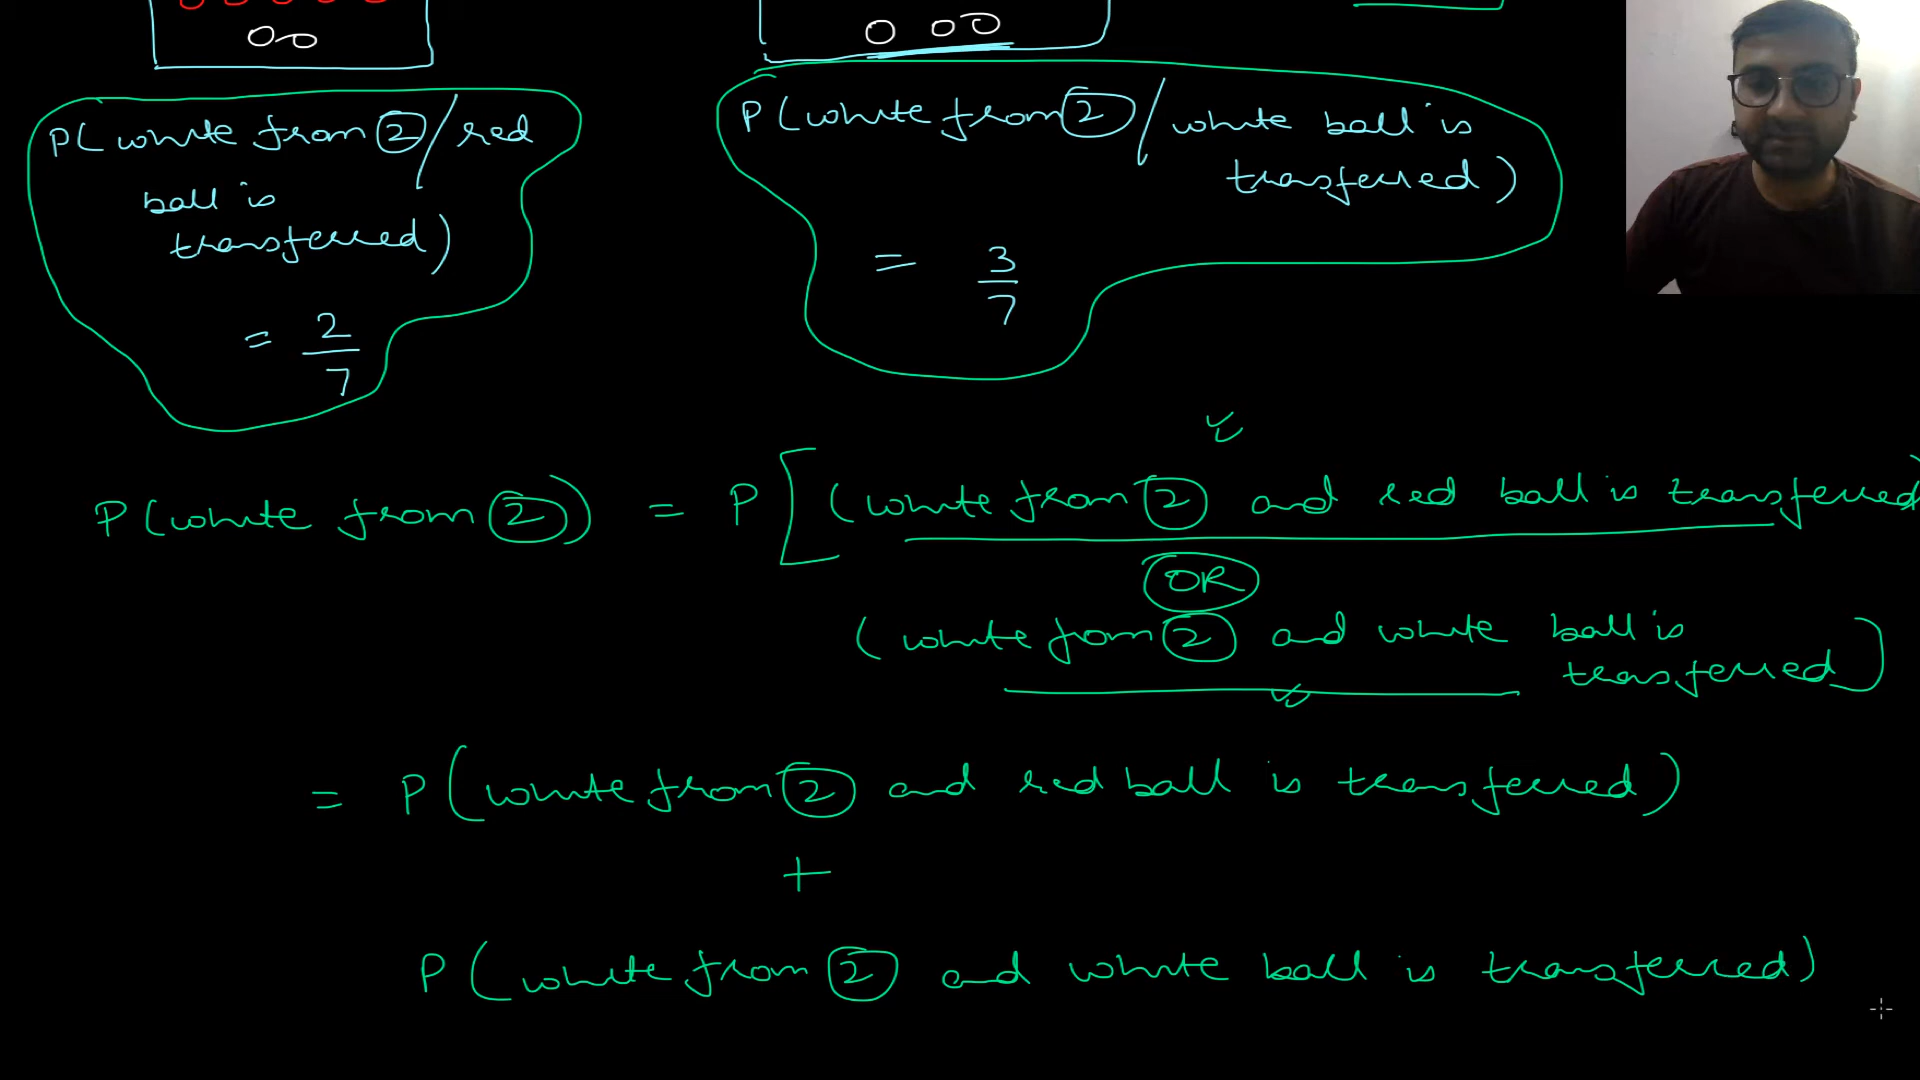 P(white from 2 / red
ball is
transferred)
= 2/7
P(white from 2 / white ball is
transferred)
= 3/7
P(white from 2) = P[(white from 2 and red ball is transferred)
OR
(white from 2 and white ball is
transferred)
= P(white from 2 and red ball is transferred)
+
P(white from 2 and white ball is transferred)